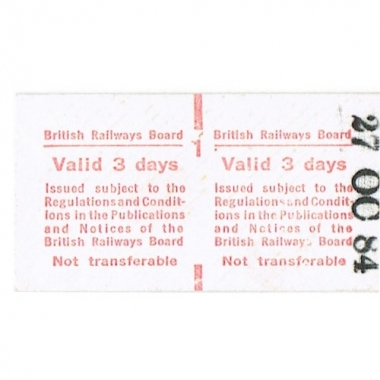 British Railways Board
Valid 3 days
Issued subject to the
Regulations and Condit-
ions in the Publications
and Notices of the
British Railways Board
Not transferable
British Railways Board
Valid 3 days
Issued subject to the
Regulations and Condit-
ions in the Publications
and Notices of the
British Railways Board
Not transferable
27 OC 84